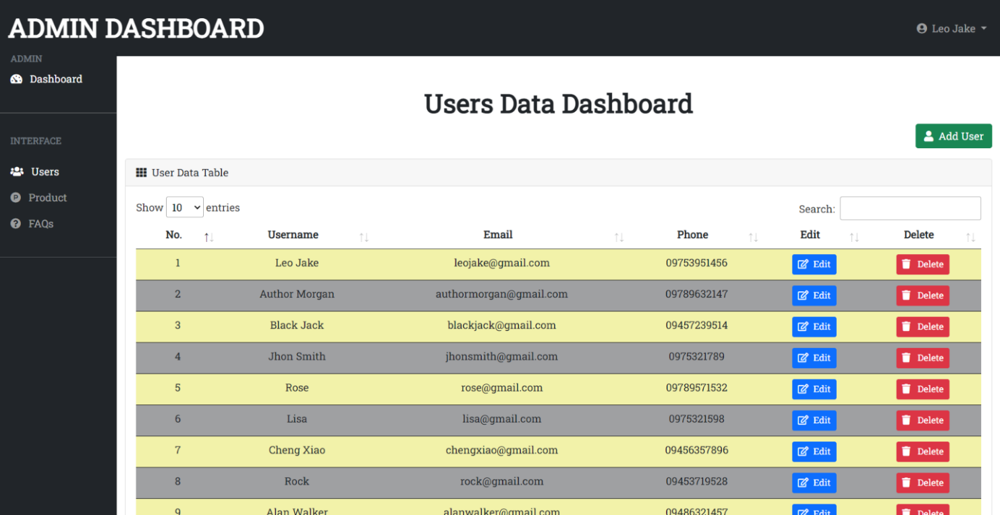 ADMIN DASHBOARD
Leo Jake
ADMIN
Dashboard
INTERFACE
Users
Product
FAQs
Users Data Dashboard
Add User
User Data Table
Show 10 entries
Search:
No. Username Email Phone Edit Delete
1 Leo Jake leojake@gmail.com 09753951456 Edit Delete
2 Author Morgan authormorgan@gmail.com 09789632147 Edit Delete
3 Black Jack blackjack@gmail.com 09457239514 Edit Delete
4 Jhon Smith jhonsmith@gmail.com 0975321789 Edit Delete
5 Rose rose@gmail.com 09789571532 Edit Delete
6 Lisa lisa@gmail.com 0975321598 Edit Delete
7 Cheng Xiao chengxiao@gmail.com 09456357896 Edit Delete
8 Rock rock@gmail.com 09453719528 Edit Delete
9 Alan Walker alanwalker@gmail.com 09486321457 Edit Delete